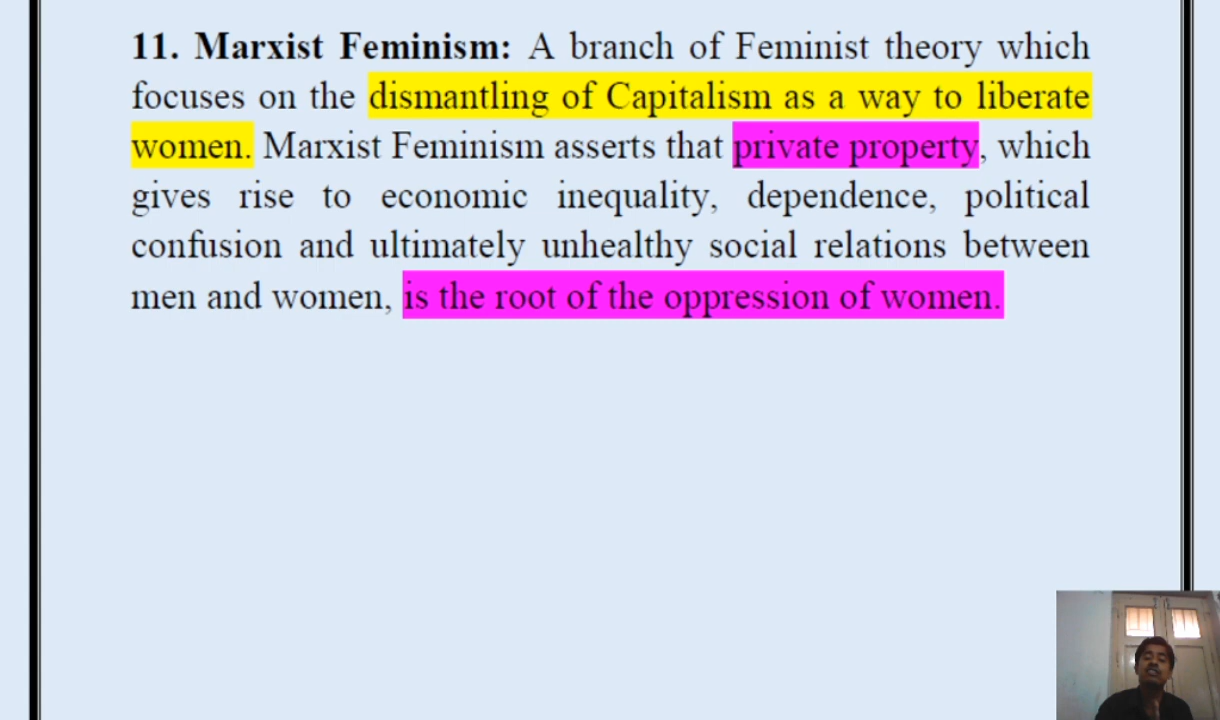 11. Marxist Feminism: A branch of Feminist theory which
focuses on the dismantling of Capitalism as a way to liberate
women. Marxist Feminism asserts that private property, which
gives rise to economic inequality, dependence, political
confusion and ultimately unhealthy social relations between
men and women, is the root of the oppression of women.